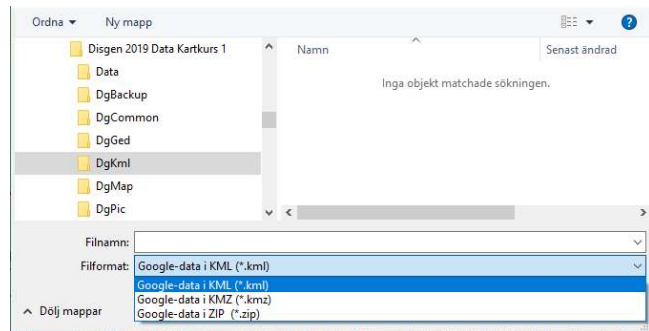 Ordna Ny mapp
Disgen 2019 Data Kartkurs 1
Data
DgBackup
DgCommon
DgGed
DgKml
DgMap
DgPic
Namn Senast ändrad
Inga objekt matchade sökningen.
Filnamn:
Filformat: Google-data i KML (*.kml)
Google-data i KML (*.kml)
Google-data i KMZ (*.kmz)
Google-data i ZIP (*.zip)
Dölj mappar